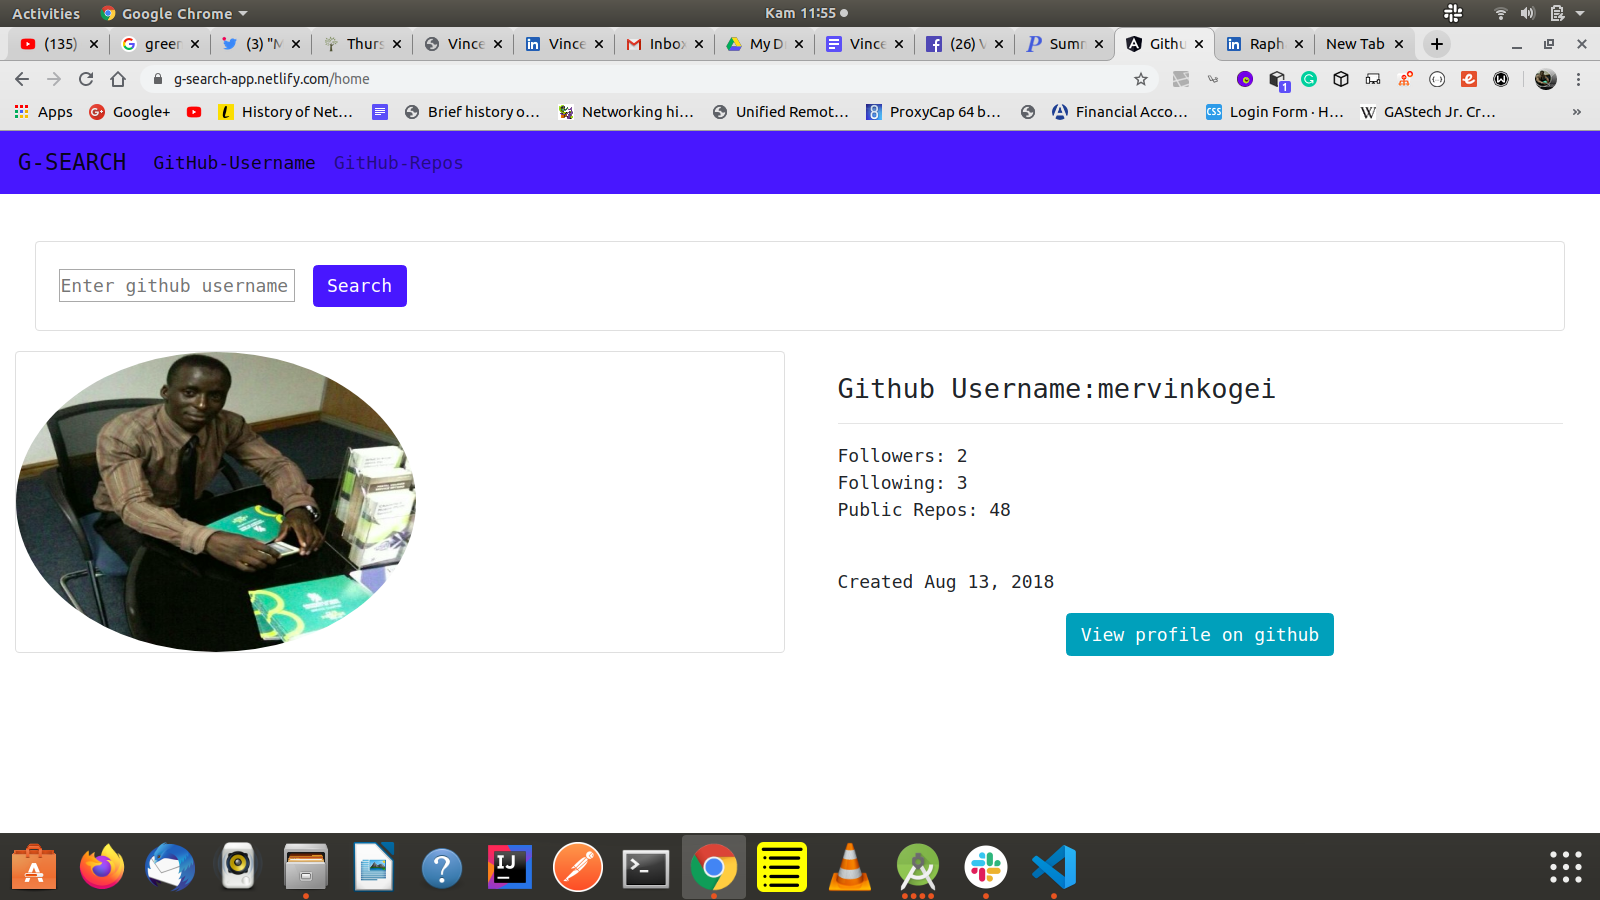 Activities Google Chrome Kam 11:55
(135) green (3) "M Thurs Vince Vince Inbox My D Vince (26) V Sum Githu Raph New Tab
g-search-app.netlify.com/home
1
Apps Google+ History of Net... Brief history o... Networking hi... Unified Remot... ProxyCap 64 b... Financial Acco... Login Form · H... GAStech Jr. Cr... »
G-SEARCH GitHub-Username GitHub-Repos
Enter github username Search
Github Username:mervinkogei
Followers: 2
Following: 3
Public Repos: 48
Created Aug 13, 2018
View profile on github